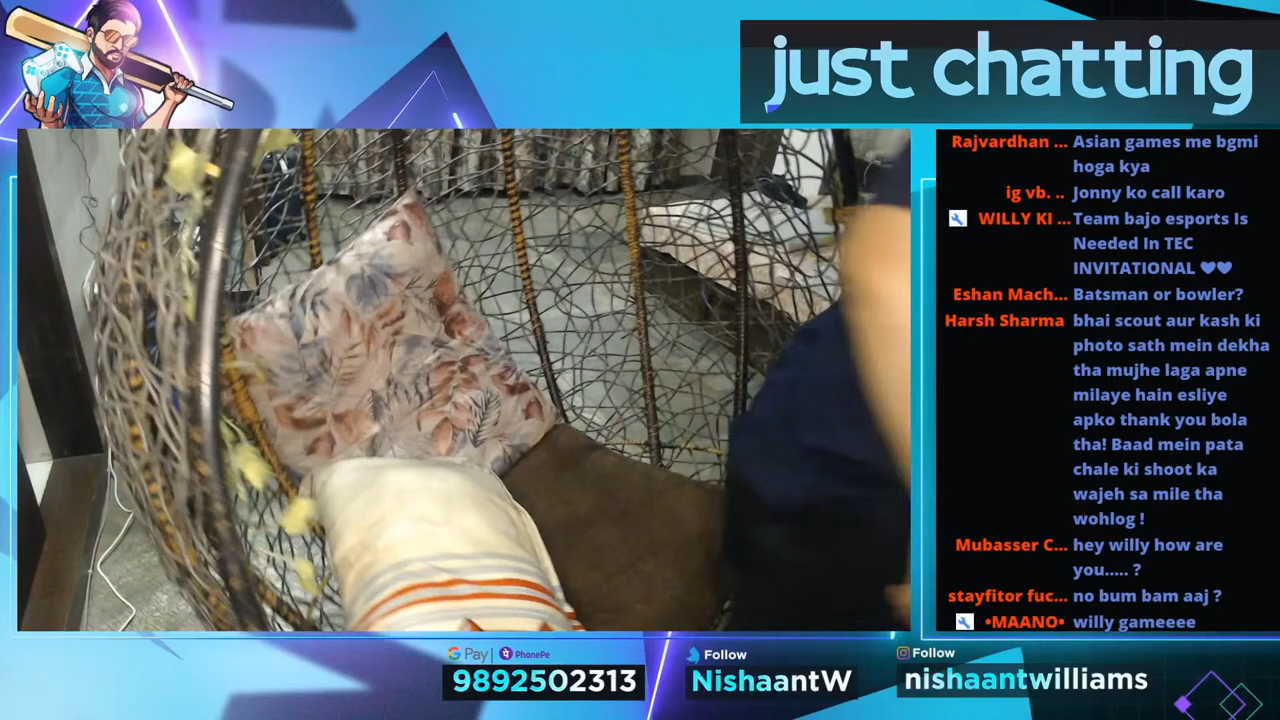 just chatting
Rajvardhan ... Asian games me bgmi
hoga kya
ig vb. .. Jonny ko call karo
WILLY KI ... Team bajo esports Is
Needed In TEC
INVITATIONAL 💙💙
Eshan Mach... Batsman or bowler?
Harsh Sharma bhai scout aur kash ki
photo sath mein dekha
tha mujhe laga apne
milaye hain esliye
apko thank you bola
tha! Baad mein pata
chale ki shoot ka
wajeh sa mile tha
wohlog !
Mubasser C... hey willy how are
you..... ?
stayfitor fuc... no bum bam aaj ?
•MAANO• willy gameeee
G Pay| PhonePe
9892502313
Follow
NishaantW
Follow
nishaantwilliams